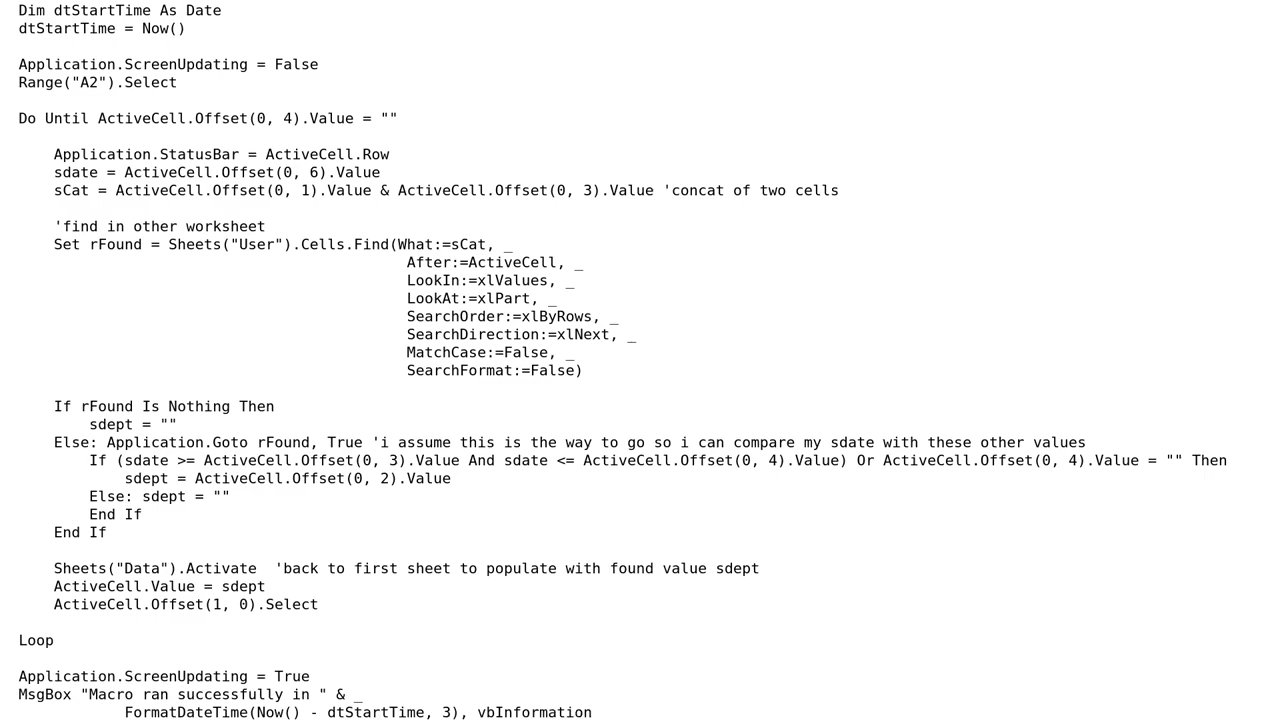 Dim dtStartTime As Date
dtStartTime = Now()
Application.ScreenUpdating = False
Range("A2").Select
Do Until ActiveCell.Offset(0, 4).Value = ""
    Application.StatusBar = ActiveCell.Row
    sdate = ActiveCell.Offset(0, 6).Value
    sCat = ActiveCell.Offset(0, 1).Value & ActiveCell.Offset(0, 3).Value 'concat of two cells
    'find in other worksheet
    Set rFound = Sheets("User").Cells.Find(What:=sCat, _
                                            After:=ActiveCell, _
                                            LookIn:=xlValues, _
                                            LookAt:=xlPart, _
                                            SearchOrder:=xlByRows, _
                                            SearchDirection:=xlNext, _
                                            MatchCase:=False, _
                                            SearchFormat:=False)
    If rFound Is Nothing Then
        sdept = ""
    Else: Application.Goto rFound, True 'i assume this is the way to go so i can compare my sdate with these other values
        If (sdate >= ActiveCell.Offset(0, 3).Value And sdate <= ActiveCell.Offset(0, 4).Value) Or ActiveCell.Offset(0, 4).Value = "" Then
            sdept = ActiveCell.Offset(0, 2).Value
        Else: sdept = ""
        End If
    End If
    Sheets("Data").Activate  'back to first sheet to populate with found value sdept
    ActiveCell.Value = sdept
    ActiveCell.Offset(1, 0).Select
Loop
Application.ScreenUpdating = True
MsgBox "Macro ran successfully in " & _
            FormatDateTime(Now() - dtStartTime, 3), vbInformation